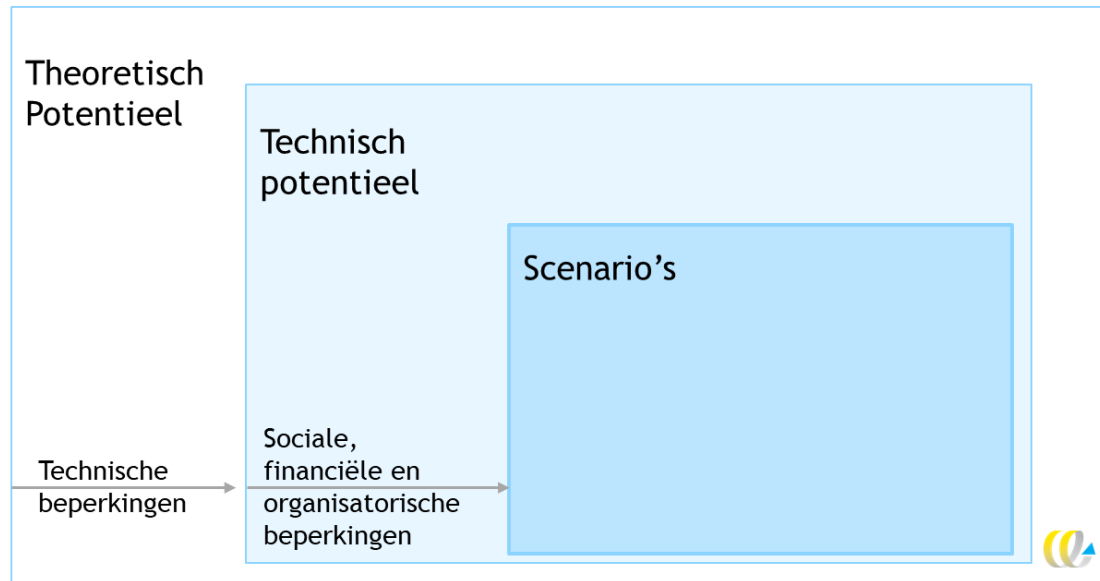 Theoretisch
Potentieel
Technisch
potentieel
Scenario's
Technische
beperkingen
Sociale,
financiële en
organisatorische
beperkingen